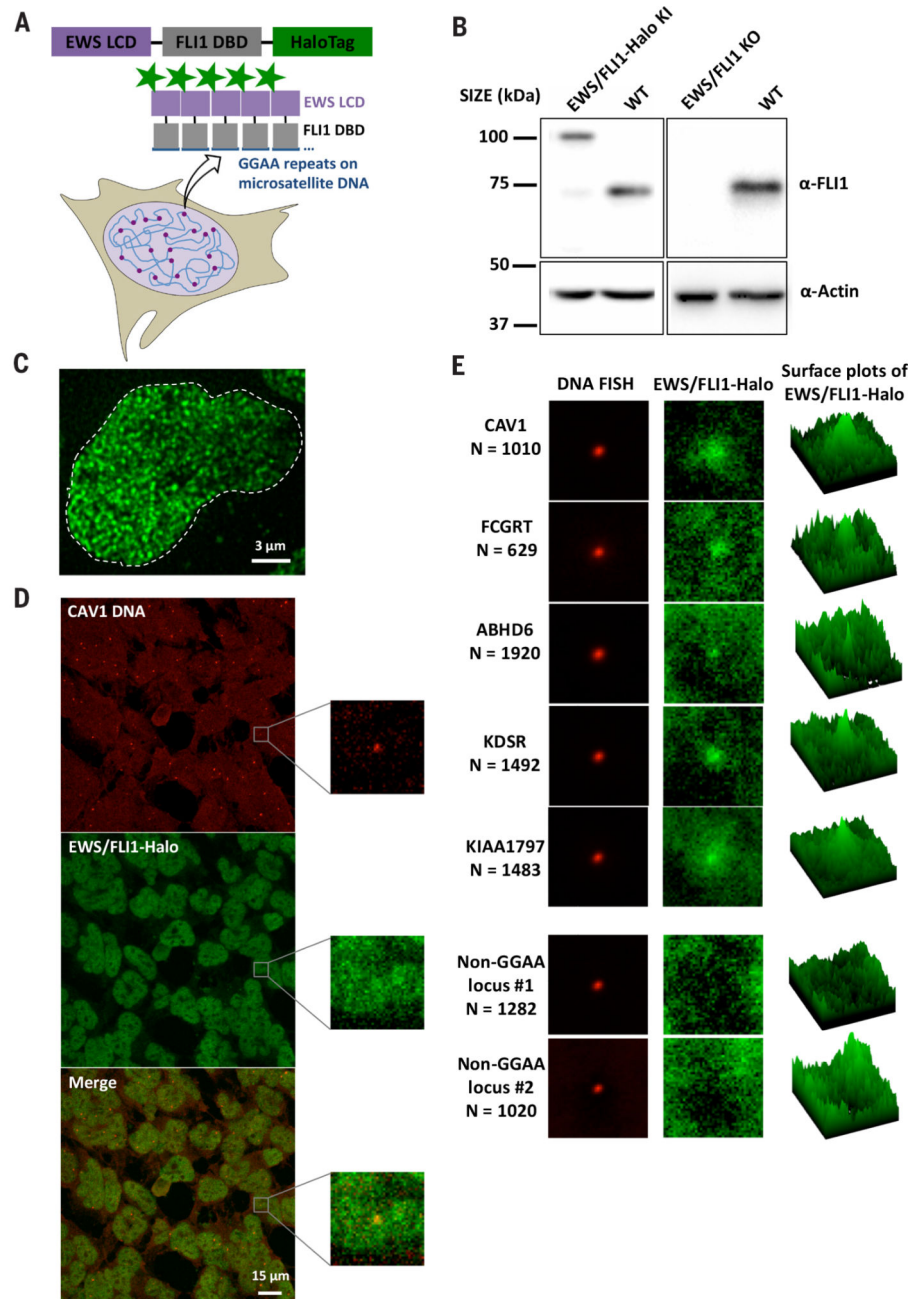 A
EWS LCD
FLI1 DBD
HaloTag
EWS LCD
FLI1 DBD
...
GGAA repeats on
microsatellite DNA
B
EWS/FLI1-Halo KI
WT
EWS/FLI1 KO
WT
SIZE (kDa)
100
75
50
37
α-FLI1
α-Actin
C
3 µm
D
CAV1 DNA
EWS/FLI1-Halo
Merge
15 µm
E
DNA FISH
EWS/FLI1-Halo
Surface plots of
EWS/FLI1-Halo
CAV1
N = 1010
FCGRT
N = 629
ABHD6
N = 1920
KDSR
N = 1492
KIAA1797
N = 1483
Non-GGAA
locus #1
N = 1282
Non-GGAA
locus #2
N = 1020